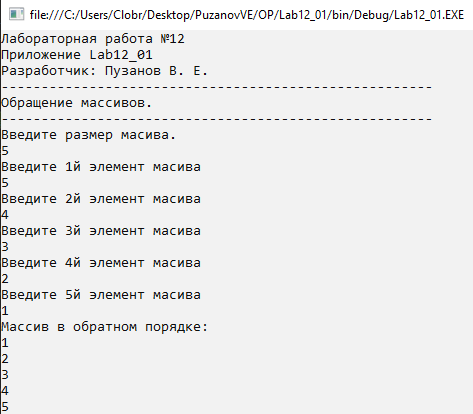 file:///C:/Users/Clobr/Desktop/PuzanovVE/OP/Lab12_01/bin/Debug/Lab12_01.EXE
Лабораторная работа №12
Приложение Lab12_01
Разработчик: Пузанов В. Е.
------------------------------------------------------
Обращение массивов.
------------------------------------------------------
Введите размер масива.
5
Введите 1й элемент масива
5
Введите 2й элемент масива
4
Введите 3й элемент масива
3
Введите 4й элемент масива
2
Введите 5й элемент масива
1
Массив в обратном порядке:
1
2
3
4
5